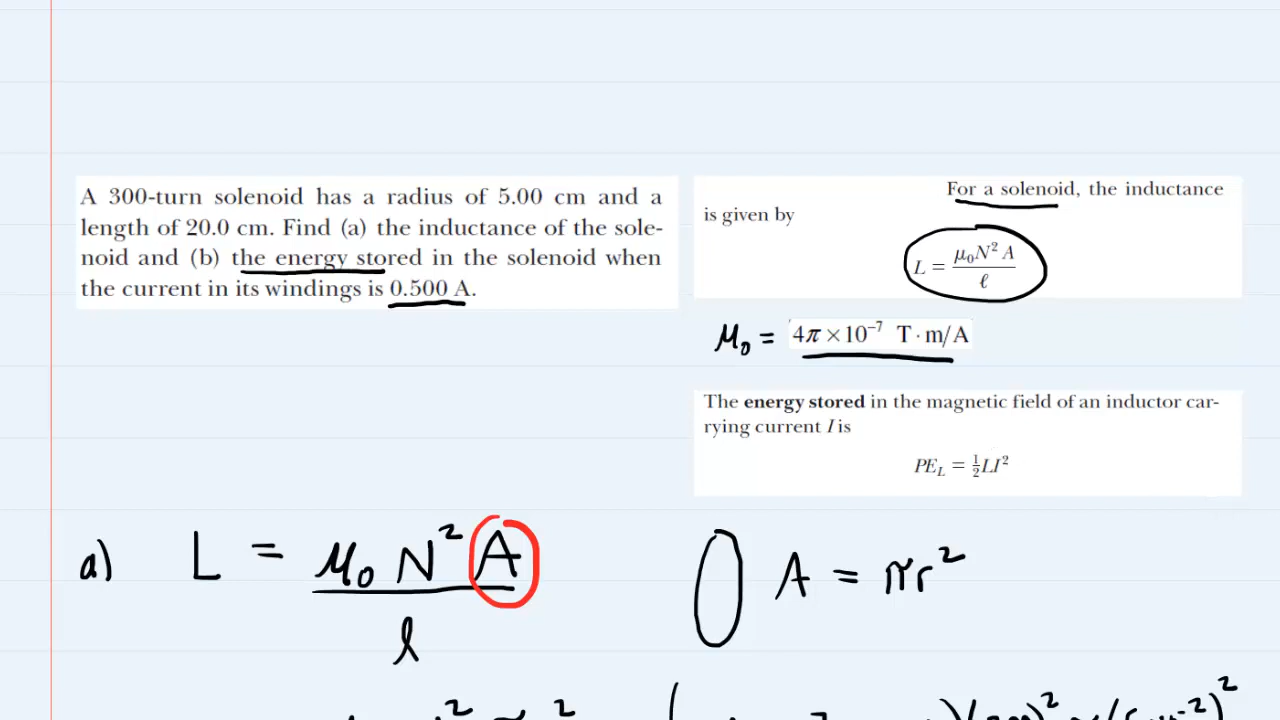 A 300-turn solenoid has a radius of 5.00 cm and a
length of 20.0 cm. Find (a) the inductance of the sole-
noid and (b) the energy stored in the solenoid when
the current in its windings is 0.500 A.
For a solenoid, the inductance
is given by
L = μ₀N² A / ℓ
μ₀ = 4π × 10⁻⁷ T · m/A
The energy stored in the magnetic field of an inductor car-
rying current I is
PE_L = ½LI²
a) L = μ₀ N² A / l
A = πr²